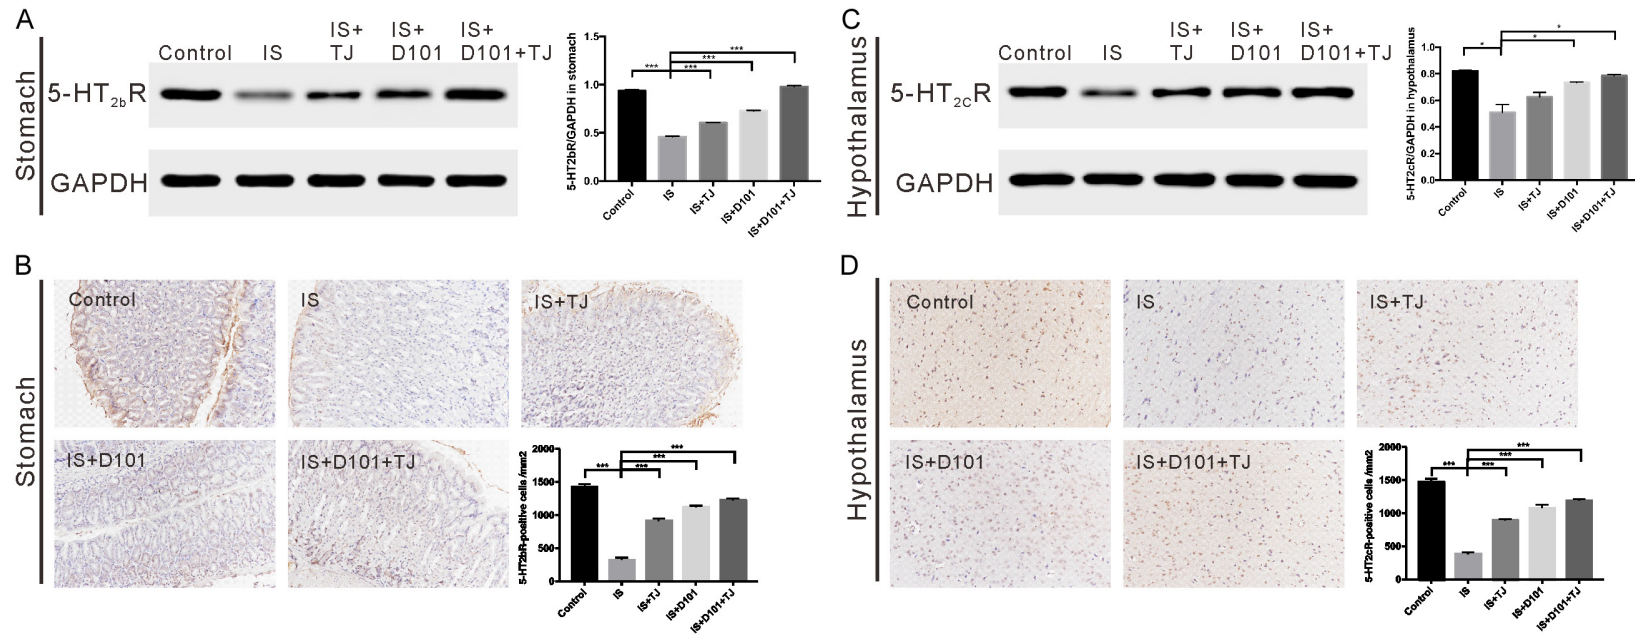 A
Stomach
Control
IS
IS+
TJ
IS+
D101
IS+
D101+TJ
5-HT2bR
GAPDH
5-HT2bR/GAPDH in stomach
1.5
1.0
0.5
0.0
***
***
***
***
Control
IS
IS+TJ
IS+D101
IS+D101+TJ
C
Hypothalamus
Control
IS
IS+
TJ
IS+
D101
IS+
D101+TJ
5-HT2CR
GAPDH
5-HT2cR/GAPDH in hypothalamus
1.0
0.8
0.6
0.4
0.2
0.0
*
*
*
Control
IS
IS+TJ
IS+D101
IS+D101+TJ
B
Stomach
Control
IS
IS+TJ
IS+D101
IS+D101+TJ
5-HT2bR-positive cells /mm2
2000
1500
1000
500
0
***
***
***
***
Control
IS
IS+TJ
IS+D101
IS+D101+TJ
D
Hypothalamus
Control
IS
IS+TJ
IS+D101
IS+D101+TJ
5-HT2cR-positive cells /mm2
2000
1500
1000
500
0
***
***
***
***
Control
IS
IS+TJ
IS+D101
IS+D101+TJ